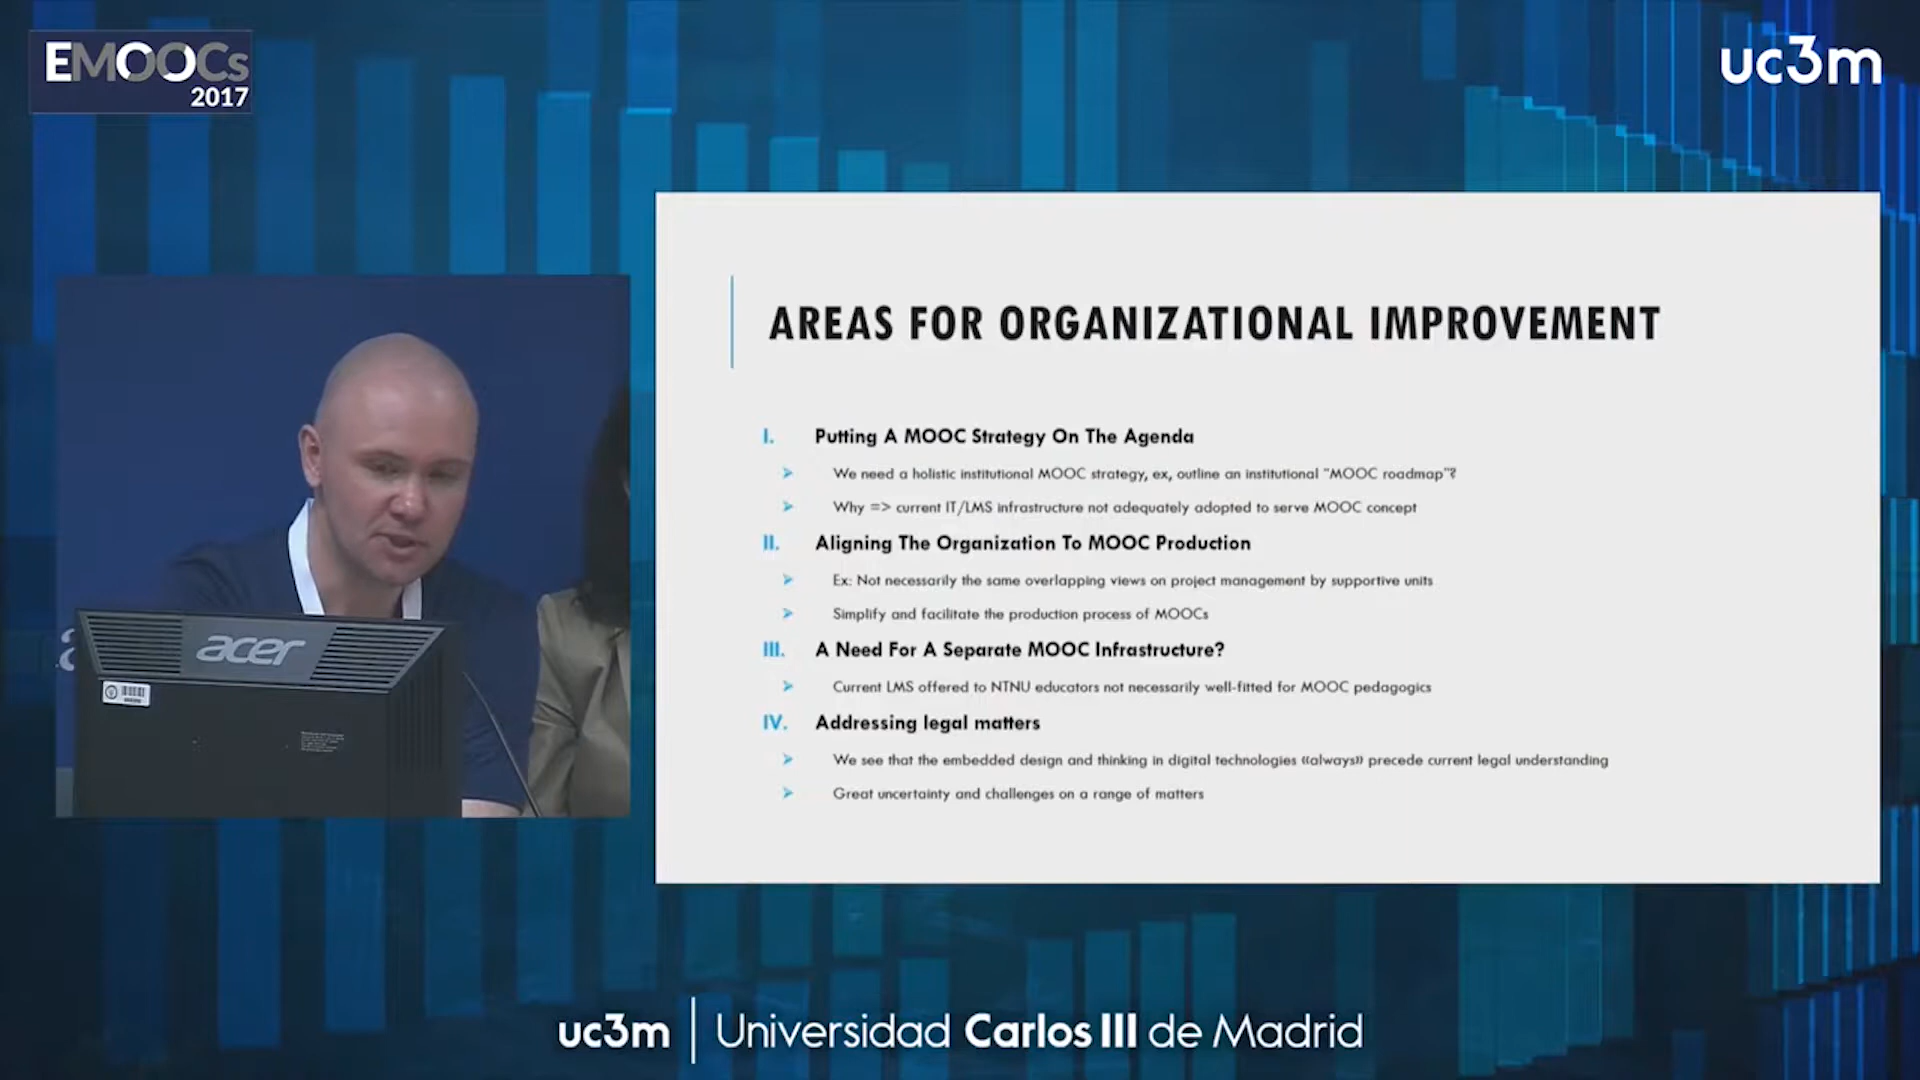 EMOOCs
2017
uc3m
AREAS FOR ORGANIZATIONAL IMPROVEMENT
I. Putting A MOOC Strategy On The Agenda
➤ We need a holistic institutional MOOC strategy, ex, outline an institutional "MOOC roadmap"?
➤ Why => current IT/LMS infrastructure not adequately adopted to serve MOOC concept
II. Aligning The Organization To MOOC Production
➤ Ex: Not necessarily the same overlapping views on project management by supportive units
➤ Simplify and facilitate the production process of MOOCs
III. A Need For A Separate MOOC Infrastructure?
➤ Current LMS offered to NTNU educators not necessarily well-fitted for MOOC pedagogics
IV. Addressing legal matters
➤ We see that the embedded design and thinking in digital technologies «always» precede current legal understanding
➤ Great uncertainty and challenges on a range of matters
acer
uc3m | Universidad Carlos III de Madrid